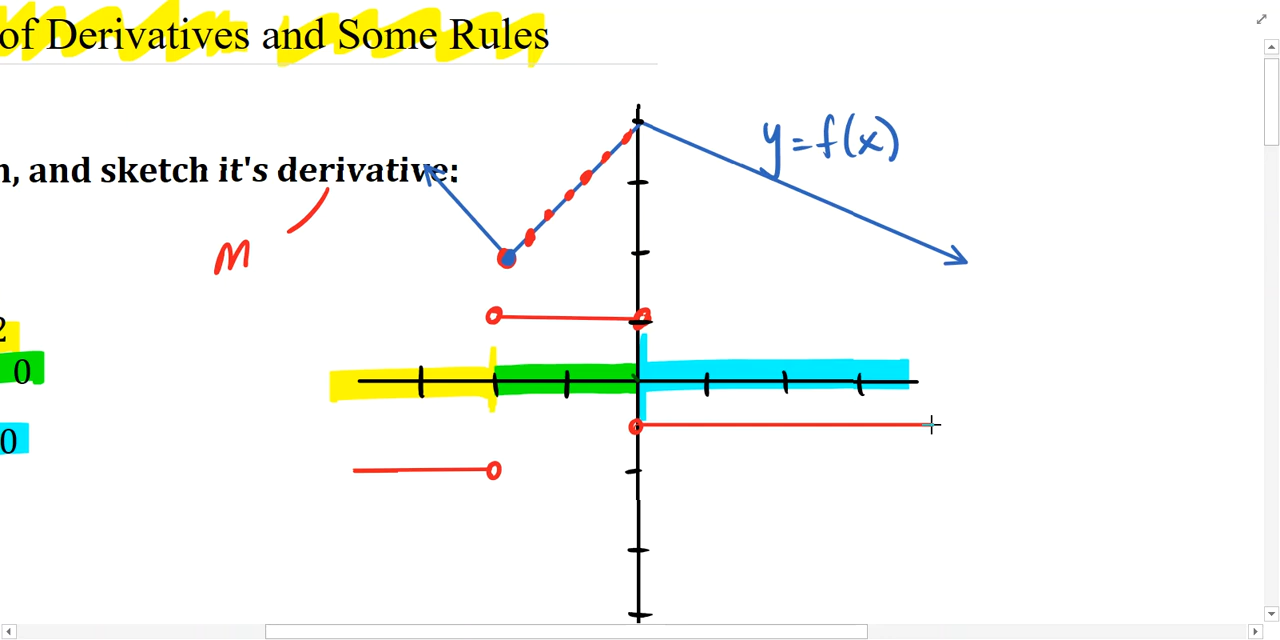 of Derivatives and Some Rules
y=f(x)
n, and sketch it's derivative:
M
2
0
0